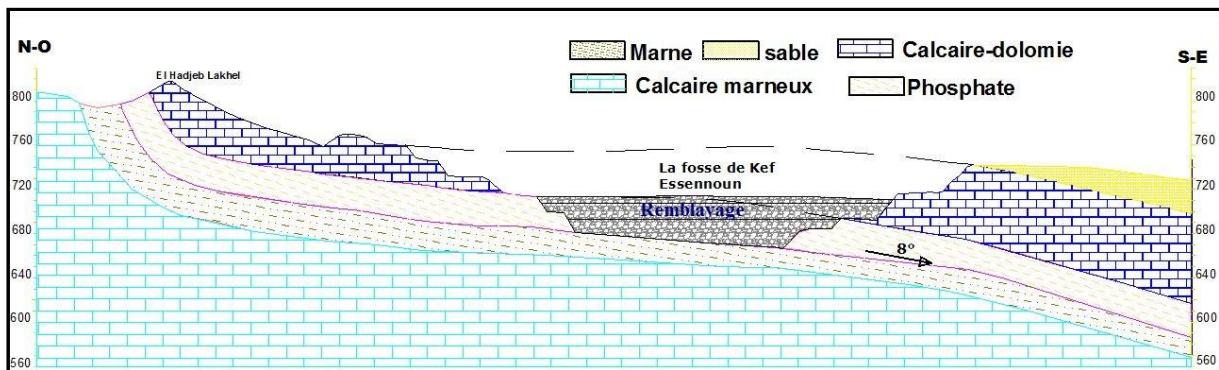 N-O
El Hadjeb Lakhel
Marne
sable
Calcaire-dolomie
Calcaire marneux
Phosphate
S-E
800
760
720
680
640
600
560
La fosse de Kef
Essennoun
Remblayage
8°
800
760
720
680
640
600
560